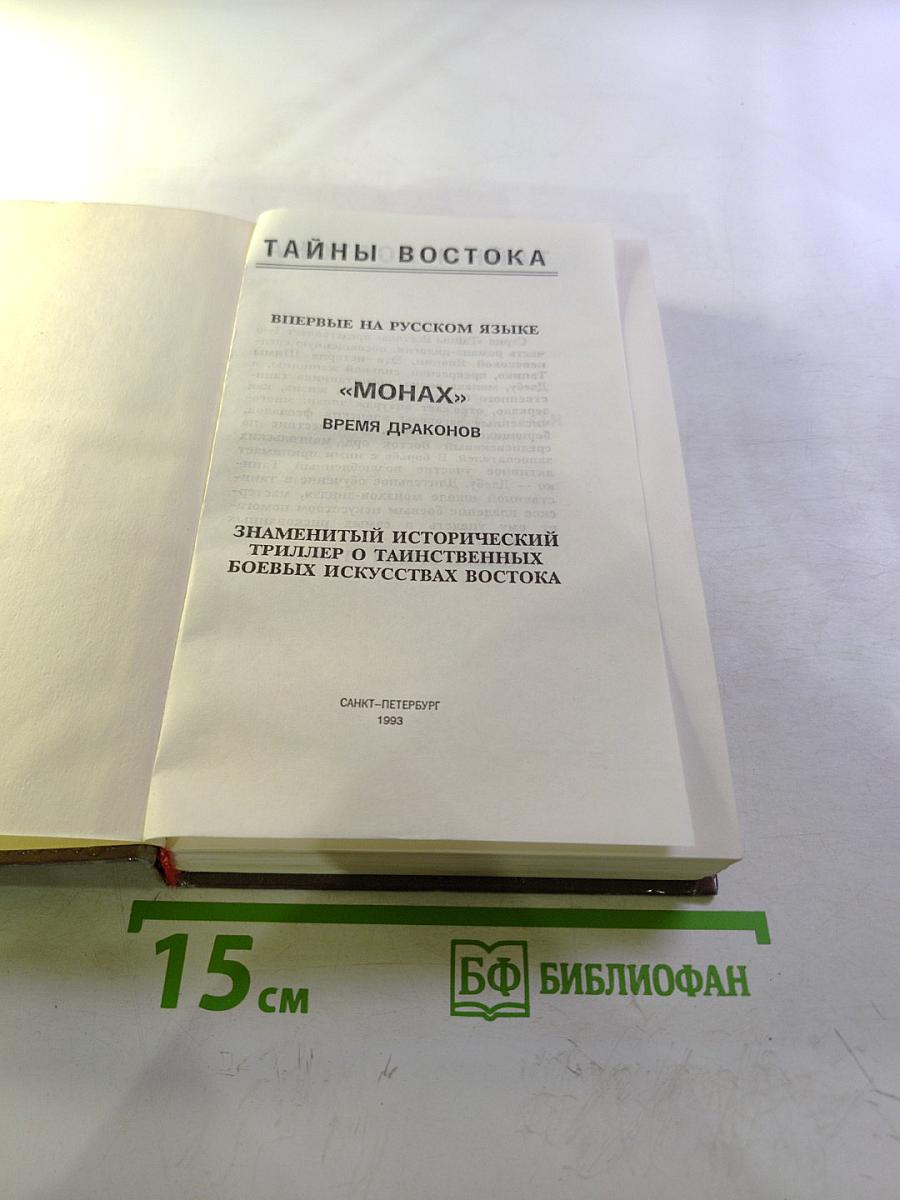 ТАЙНЫ ВОСТОКА
ВПЕРВЫЕ НА РУССКОМ ЯЗЫКЕ
«МОНАХ»
ВРЕМЯ ДРАКОНОВ
ЗНАМЕНИТЫЙ ИСТОРИЧЕСКИЙ
ТРИЛЛЕР О ТАИНСТВЕННЫХ
БОЕВЫХ ИСКУССТВАХ ВОСТОКА
САНКТ–ПЕТЕРБУРГ
1993
15 см
БФ БИБЛИОФАН